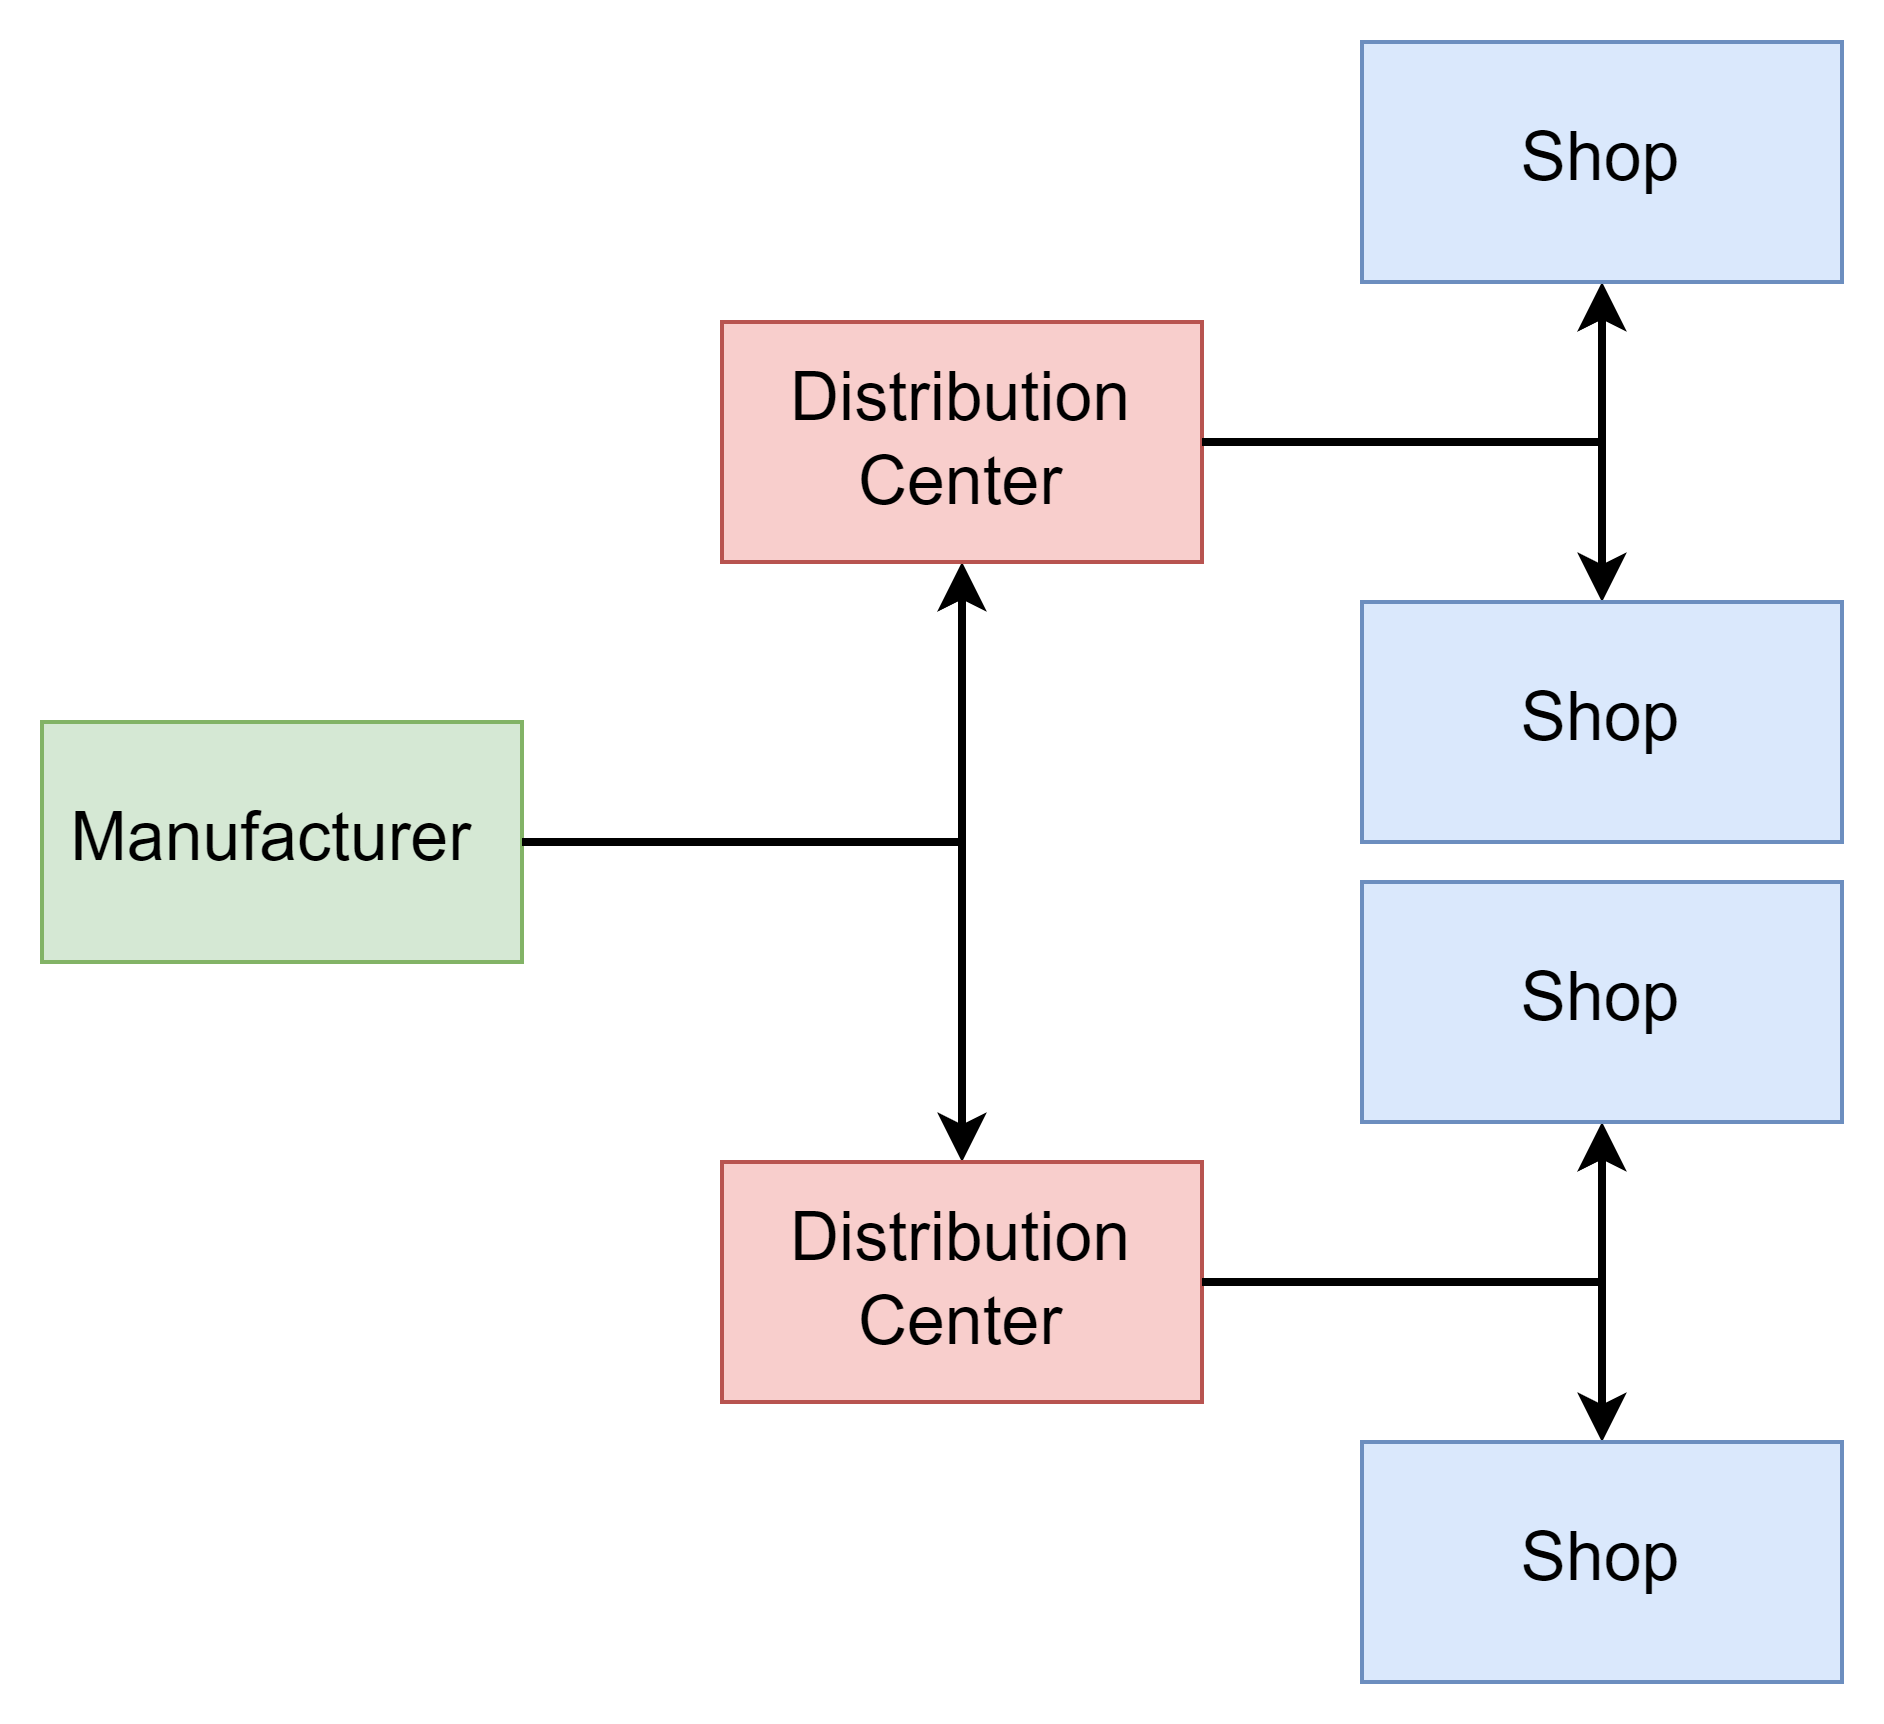 Shop
Distribution
Center
Shop
Manufacturer
Shop
Distribution
Center
Shop